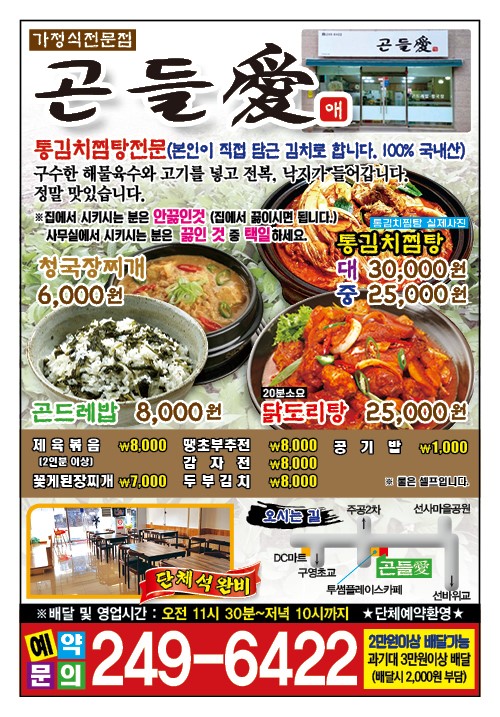 가정식전문점
곤들愛
애
통김치찜탕전문(본인이 직접 담근 김치로 합니다. 100% 국내산)
구수한 해물육수와 고기를 넣고 전복, 낙지가 들어갑니다.
정말 맛있습니다.
※집에서 시키시는 분은 안끓인것 (집에서 끓이시면 됩니다.)
사무실에서 시키시는 분은 끓인 것 중 택일하세요.
통김치찜탕 실제사진
통김치찜탕
대 30,000원
중 25,000원
청국장찌개
6,000원
곤드레밥 8,000원
20분소요
닭도리탕 25,000원
제육볶음 ₩8,000 땡초부추전 ₩8,000 공기밥 ₩1,000
(2인분 이상) 감자전 ₩8,000
꽃게된장찌개 ₩7,000 두부김치 ₩8,000 ※ 물은 셀프입니다.
단체석완비
오시는 길
주공2차
선사마을공원
DC마트
구영초교
곤들愛
투썸플레이스카페
선바위교
※배달 및 영업시간 : 오전 11시 30분~저녁 10시까지 ★단체예약환영★
예약문의
249-6422
2만원이상 배달가능
과기대 3만원이상 배달
(배달시 2,000원 부담)